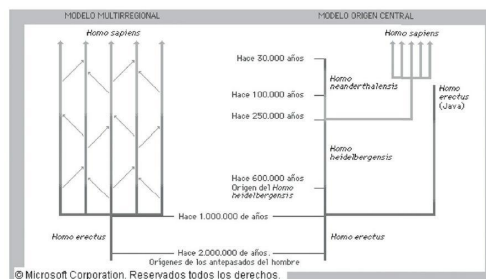 MODELO MULTIRREGIONAL
MODELO ORIGEN CENTRAL
Homo sapiens
Homo sapiens
Hace 30.000 años
Homo neanderthalensis
Hace 100.000 años
Homo erectus (Java)
Hace 250.000 años
Homo heidelbergensis
Hace 600.000 años
Origen del Homo heidelbergensis
Hace 1.000.000 de años
Homo erectus
Homo erectus
Hace 2.000.000 de años.
Orígenes de los antepasados del hombre
© Microsoft Corporation. Reservados todos los derechos.